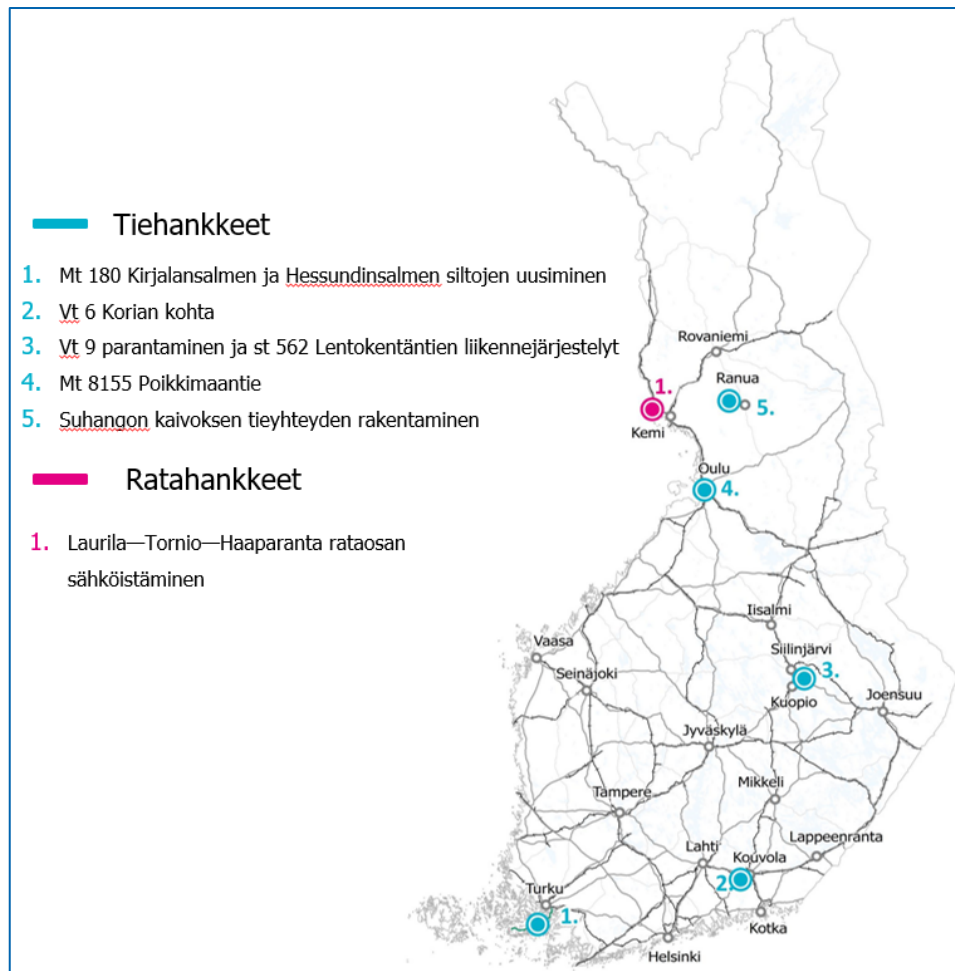 Tiehankkeet
1. Mt 180 Kirjalansalmen ja Hessundinsalmen siltojen uusiminen
2. Vt 6 Korian kohta
3. Vt 9 parantaminen ja st 562 Lentokentäntien liikennejärjestelyt
4. Mt 8155 Poikkimaantie
5. Suhangon kaivoksen tieyhteyden rakentaminen
Ratahankkeet
1. Laurila—Tornio—Haaparanta rataosan
sähköistäminen
Rovaniemi
Ranua
1.
5.
Kemi
Oulu
4.
Iisalmi
Vaasa
Siilinjärvi
Seinäjoki
3.
Kuopio
Joensuu
Jyväskylä
Mikkeli
Tampere
Lappeenranta
Lahti
Kouvola
2.
Turku
1.
Kotka
Helsinki